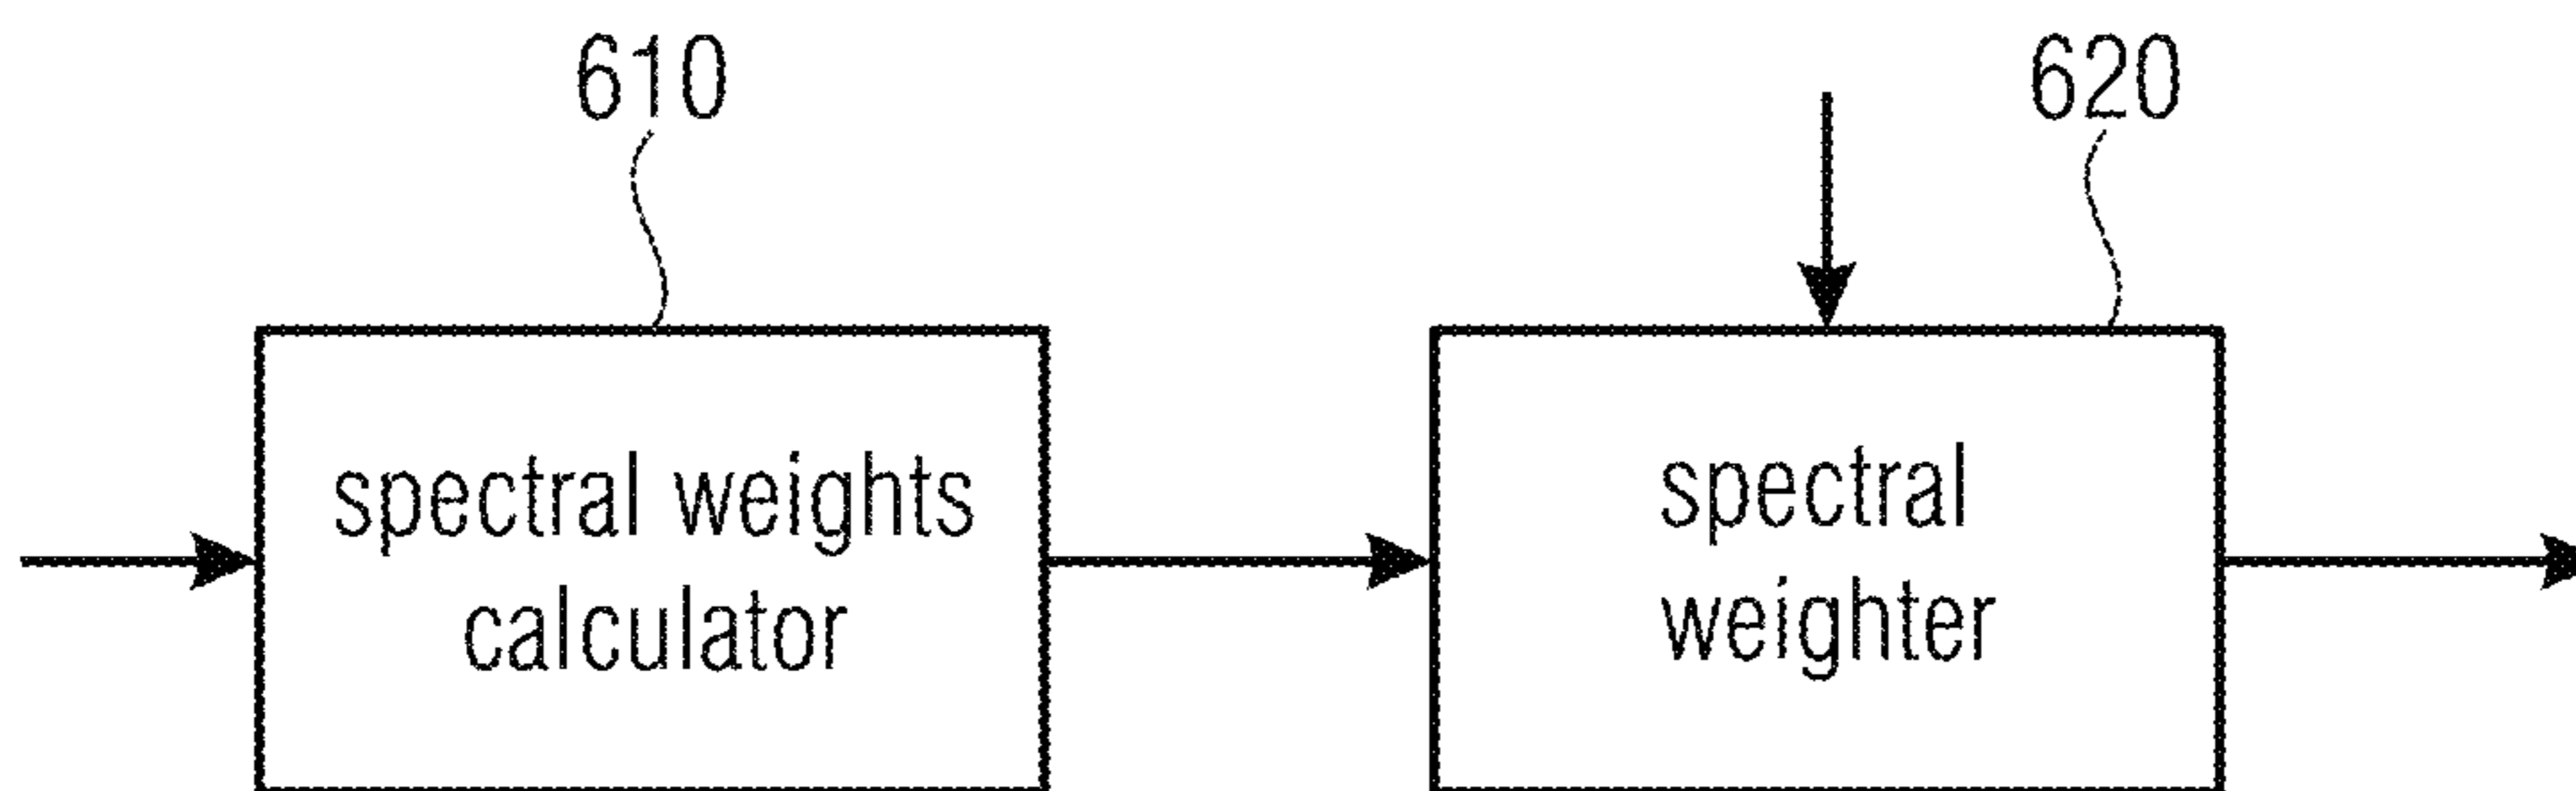 610
620
spectral weights
calculator
spectral
weighter